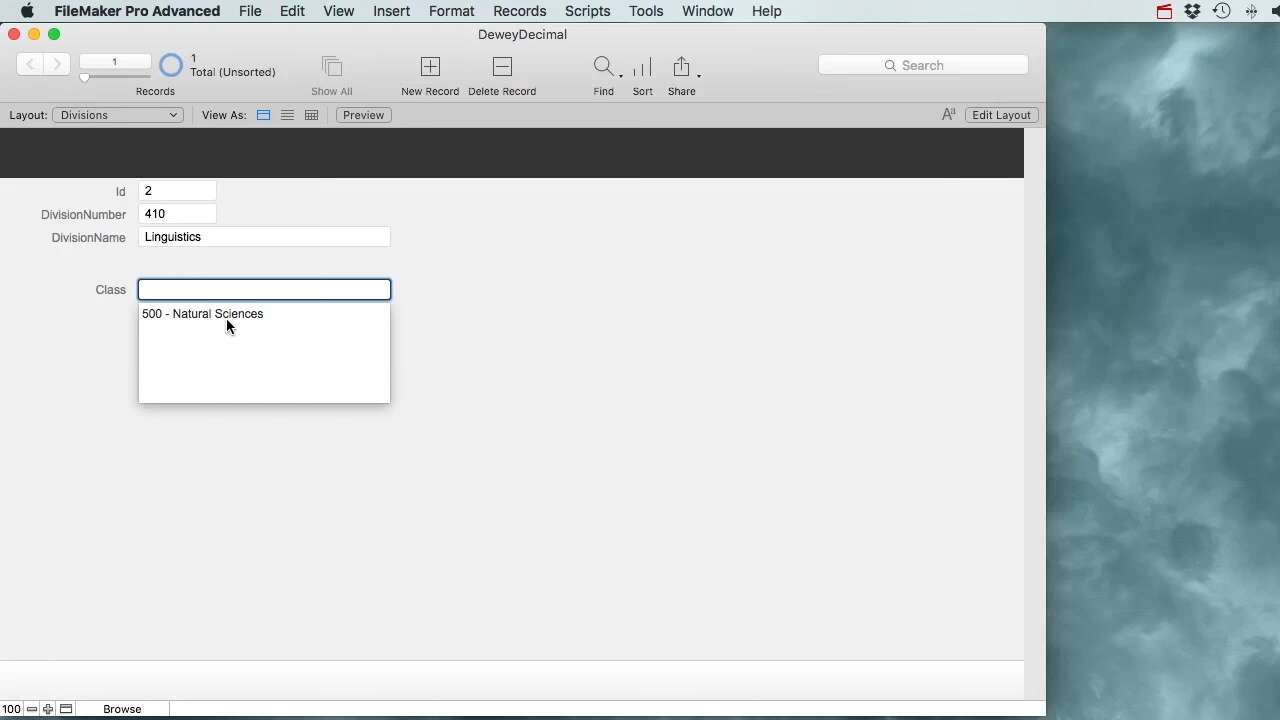 FileMaker Pro Advanced File Edit View Insert Format Records Scripts Tools Window Help
DeweyDecimal
1
1
Total (Unsorted)
Records
Show All
New Record
Delete Record
Find
Sort
Share
Search
Layout: Divisions
View As:
Preview
Aa
Edit Layout
Id 2
DivisionNumber 410
DivisionName Linguistics
Class
500 - Natural Sciences
100
Browse